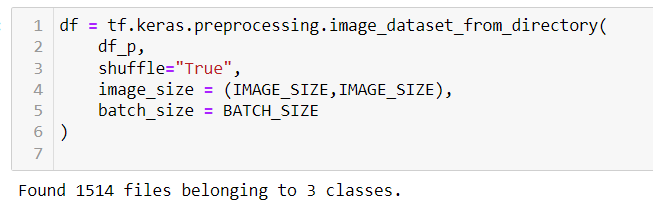 1 df = tf.keras.preprocessing.image_dataset_from_directory(
2     df_p,
3     shuffle="True",
4     image_size = (IMAGE_SIZE,IMAGE_SIZE),
5     batch_size = BATCH_SIZE
6 )
7
Found 1514 files belonging to 3 classes.